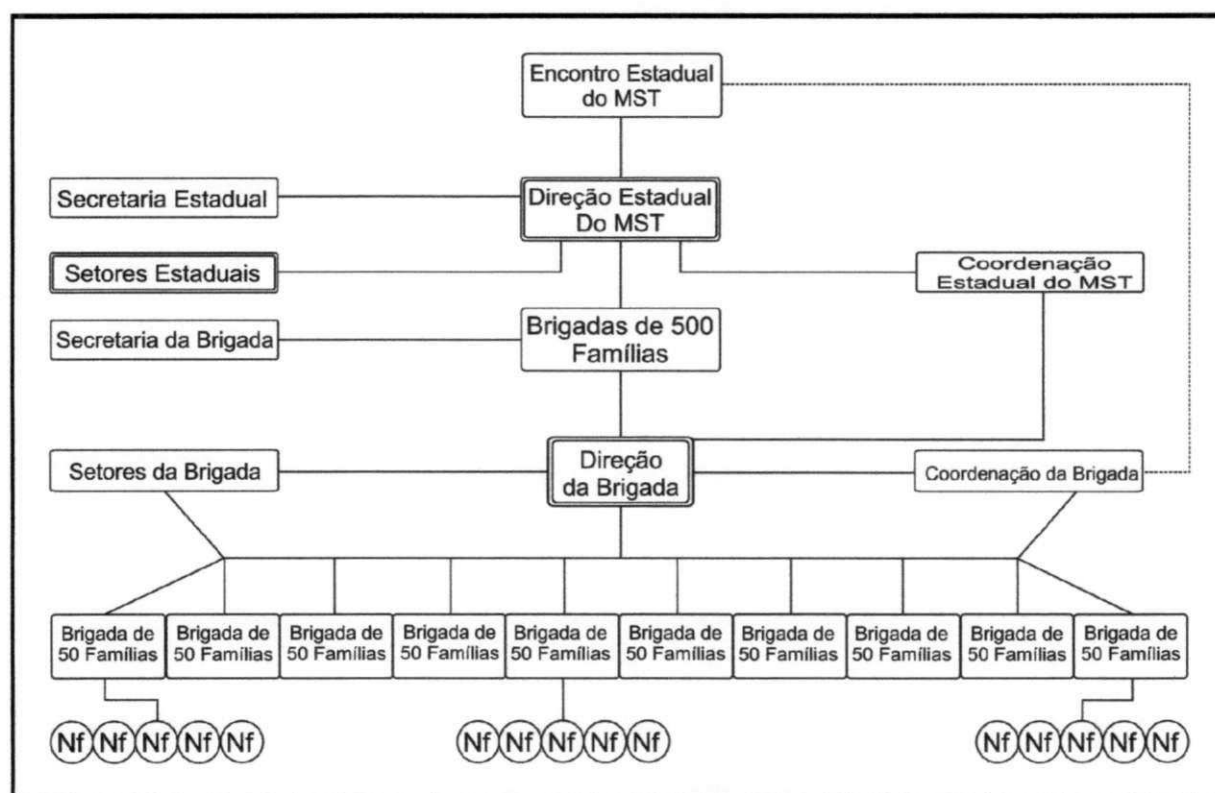 Encontro Estadual
do MST
Secretaria Estadual
Direção Estadual
Do MST
Setores Estaduais
Coordenação
Estadual do MST
Secretaria da Brigada
Brigadas de 500
Famílias
Setores da Brigada
Direção
da Brigada
Coordenação da Brigada
Brigada de
50 Famílias
Brigada de
50 Famílias
Brigada de
50 Famílias
Brigada de
50 Famílias
Brigada de
50 Famílias
Brigada de
50 Famílias
Brigada de
50 Famílias
Brigada de
50 Famílias
Brigada de
50 Famílias
Brigada de
50 Famílias
Nf Nf Nf Nf Nf
Nf Nf Nf Nf Nf
Nf Nf Nf Nf Nf